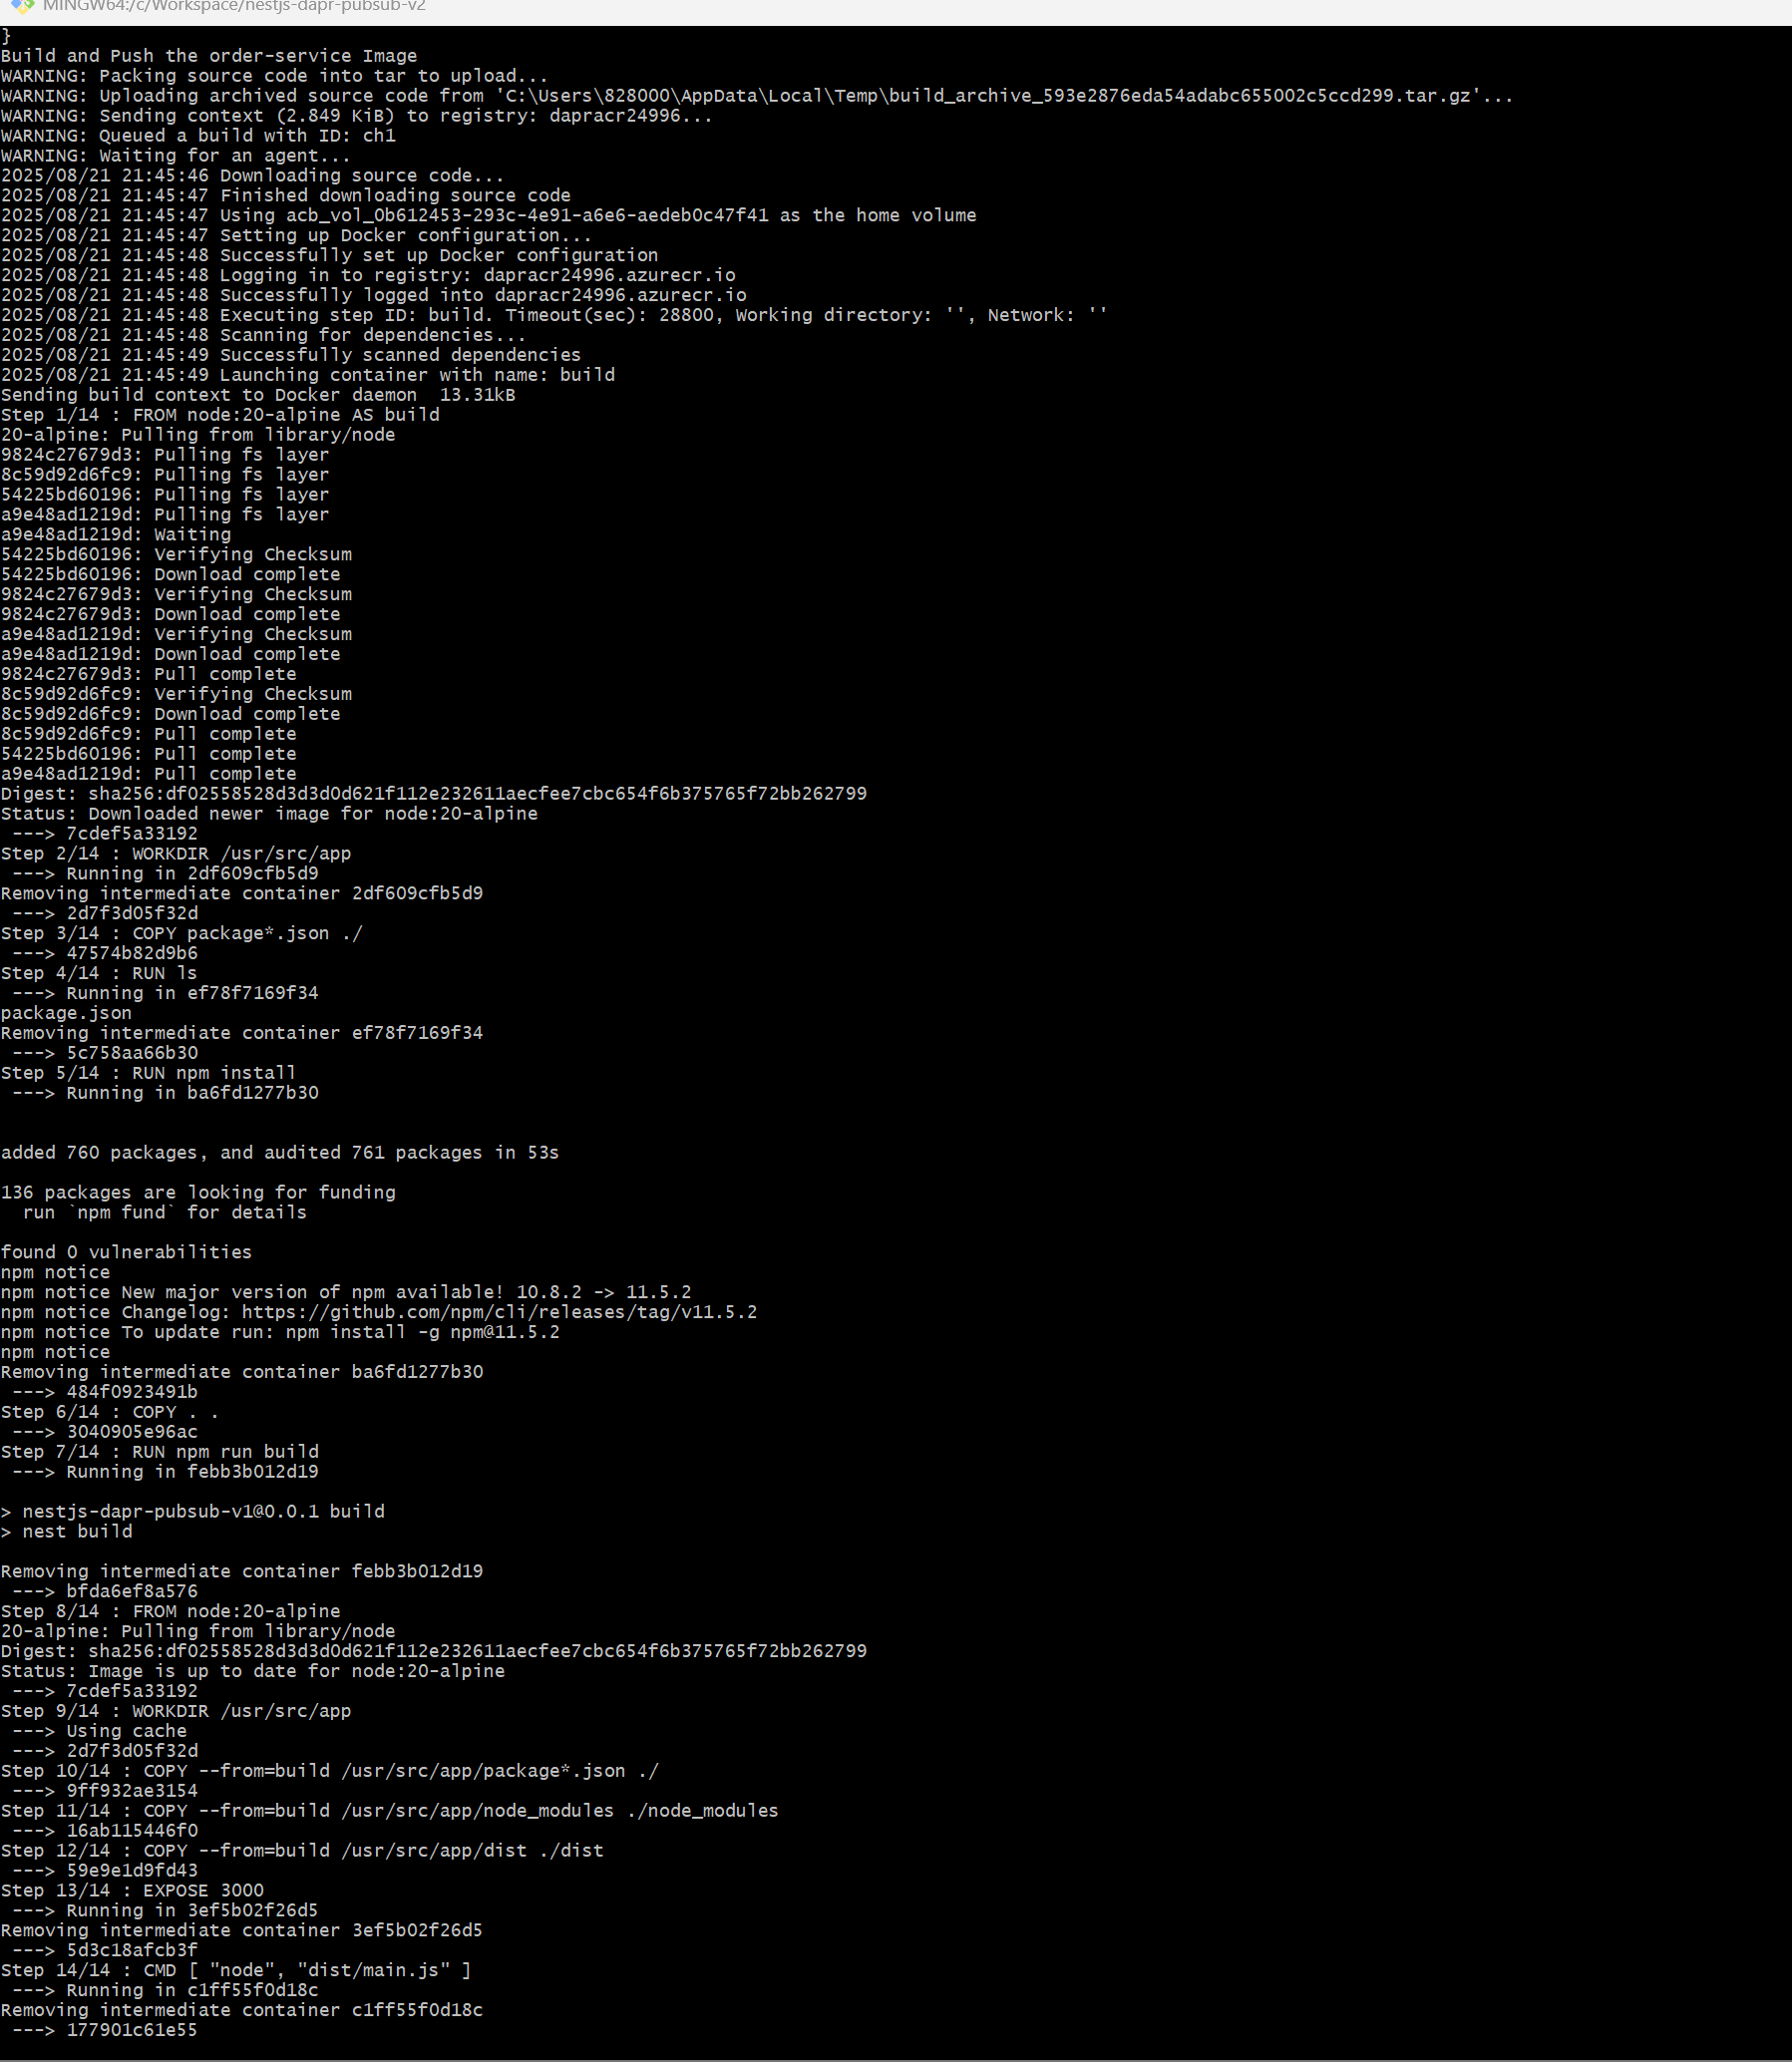 MINGW64:/c/Workspace/nestjs-dapr-pubsub-v2
}
Build and Push the order-service Image
WARNING: Packing source code into tar to upload...
WARNING: Uploading archived source code from 'C:\Users\828000\AppData\Local\Temp\build_archive_593e2876eda54adabc655002c5ccd299.tar.gz'...
WARNING: Sending context (2.849 KiB) to registry: dapracr24996...
WARNING: Queued a build with ID: ch1
WARNING: Waiting for an agent...
2025/08/21 21:45:46 Downloading source code...
2025/08/21 21:45:47 Finished downloading source code
2025/08/21 21:45:47 Using acb_vol_0b612453-293c-4e91-a6e6-aedeb0c47f41 as the home volume
2025/08/21 21:45:47 Setting up Docker configuration...
2025/08/21 21:45:48 Successfully set up Docker configuration
2025/08/21 21:45:48 Logging in to registry: dapracr24996.azurecr.io
2025/08/21 21:45:48 Successfully logged into dapracr24996.azurecr.io
2025/08/21 21:45:48 Executing step ID: build. Timeout(sec): 28800, Working directory: '', Network: ''
2025/08/21 21:45:48 Scanning for dependencies...
2025/08/21 21:45:49 Successfully scanned dependencies
2025/08/21 21:45:49 Launching container with name: build
Sending build context to Docker daemon  13.31kB
Step 1/14 : FROM node:20-alpine AS build
20-alpine: Pulling from library/node
9824c27679d3: Pulling fs layer
8c59d92d6fc9: Pulling fs layer
54225bd60196: Pulling fs layer
a9e48ad1219d: Pulling fs layer
a9e48ad1219d: Waiting
54225bd60196: Verifying Checksum
54225bd60196: Download complete
9824c27679d3: Verifying Checksum
9824c27679d3: Download complete
a9e48ad1219d: Verifying Checksum
a9e48ad1219d: Download complete
9824c27679d3: Pull complete
8c59d92d6fc9: Verifying Checksum
8c59d92d6fc9: Download complete
8c59d92d6fc9: Pull complete
54225bd60196: Pull complete
a9e48ad1219d: Pull complete
Digest: sha256:df02558528d3d3d0d621f112e232611aecfee7cbc654f6b375765f72bb262799
Status: Downloaded newer image for node:20-alpine
 ---> 7cdef5a33192
Step 2/14 : WORKDIR /usr/src/app
 ---> Running in 2df609cfb5d9
Removing intermediate container 2df609cfb5d9
 ---> 2d7f3d05f32d
Step 3/14 : COPY package*.json ./
 ---> 47574b82d9b6
Step 4/14 : RUN ls
 ---> Running in ef78f7169f34
package.json
Removing intermediate container ef78f7169f34
 ---> 5c758aa66b30
Step 5/14 : RUN npm install
 ---> Running in ba6fd1277b30
added 760 packages, and audited 761 packages in 53s
136 packages are looking for funding
  run `npm fund` for details
found 0 vulnerabilities
npm notice
npm notice New major version of npm available! 10.8.2 -> 11.5.2
npm notice Changelog: https://github.com/npm/cli/releases/tag/v11.5.2
npm notice To update run: npm install -g npm@11.5.2
npm notice
Removing intermediate container ba6fd1277b30
 ---> 484f0923491b
Step 6/14 : COPY . .
 ---> 3040905e96ac
Step 7/14 : RUN npm run build
 ---> Running in febb3b012d19
> nestjs-dapr-pubsub-v1@0.0.1 build
> nest build
Removing intermediate container febb3b012d19
 ---> bfda6ef8a576
Step 8/14 : FROM node:20-alpine
20-alpine: Pulling from library/node
Digest: sha256:df02558528d3d3d0d621f112e232611aecfee7cbc654f6b375765f72bb262799
Status: Image is up to date for node:20-alpine
 ---> 7cdef5a33192
Step 9/14 : WORKDIR /usr/src/app
 ---> Using cache
 ---> 2d7f3d05f32d
Step 10/14 : COPY --from=build /usr/src/app/package*.json ./
 ---> 9ff932ae3154
Step 11/14 : COPY --from=build /usr/src/app/node_modules ./node_modules
 ---> 16ab115446f0
Step 12/14 : COPY --from=build /usr/src/app/dist ./dist
 ---> 59e9e1d9fd43
Step 13/14 : EXPOSE 3000
 ---> Running in 3ef5b02f26d5
Removing intermediate container 3ef5b02f26d5
 ---> 5d3c18afcb3f
Step 14/14 : CMD [ "node", "dist/main.js" ]
 ---> Running in c1ff55f0d18c
Removing intermediate container c1ff55f0d18c
 ---> 177901c61e55